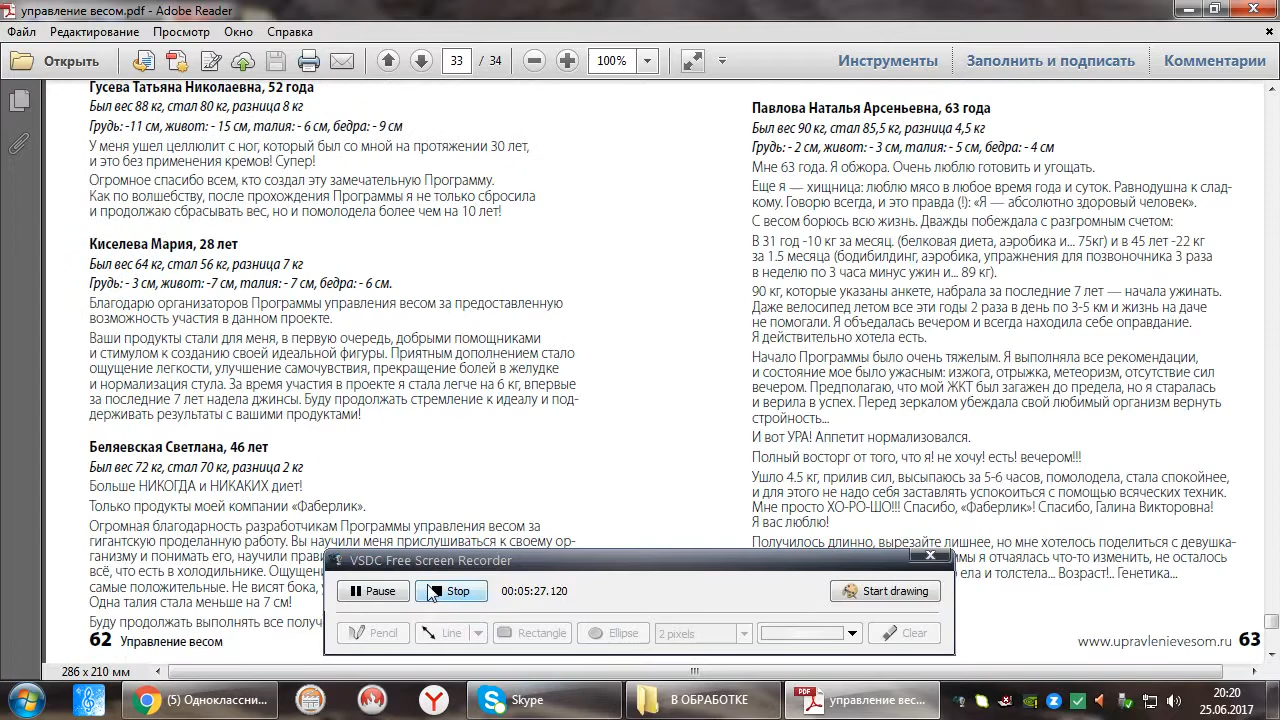 управление весом.pdf - Adobe Reader
Файл Редактирование Просмотр Окно Справка
Открыть 33 / 34 100% Инструменты Заполнить и подписать Комментарии
Гусева Татьяна Николаевна, 52 года
Был вес 88 кг, стал 80 кг, разница 8 кг
Грудь: -11 см, живот: - 15 см, талия: - 6 см, бедра: - 9 см
У меня ушел целлюлит с ног, который был со мной на протяжении 30 лет,
и это без применения кремов! Супер!
Огромное спасибо всем, кто создал эту замечательную Программу.
Как по волшебству, после прохождения Программы я не только сбросила
и продолжаю сбрасывать вес, но и помолодела более чем на 10 лет!
Киселева Мария, 28 лет
Был вес 64 кг, стал 56 кг, разница 7 кг
Грудь: - 3 см, живот: -7 см, талия: - 7 см, бедра: - 6 см.
Благодарю организаторов Программы управления весом за предоставленную
возможность участия в данном проекте.
Ваши продукты стали для меня, в первую очередь, добрыми помощниками
и стимулом к созданию своей идеальной фигуры. Приятным дополнением стало
ощущение легкости, улучшение самочувствия, прекращение болей в желудке
и нормализация стула. За время участия в проекте я стала легче на 6 кг, впервые
за последние 7 лет надела джинсы. Буду продолжать стремление к идеалу и под-
держивать результаты с вашими продуктами!
Беляевская Светлана, 46 лет
Был вес 72 кг, стал 70 кг, разница 2 кг
Больше НИКОГДА и НИКАКИХ диет!
Только продукты моей компании «Фаберлик».
Огромная благодарность разработчикам Программы управления весом за
гигантскую проделанную работу. Вы научили меня прислушиваться к своему ор-
ганизму и понимать его, научили прави
всё, что есть в холодильнике. Ощущени
самые положительные. Не висят бока,
Одна талия стала меньше на 7 см!
Буду продолжать выполнять все получ
62 Управление весом
Павлова Наталья Арсеньевна, 63 года
Был вес 90 кг, стал 85,5 кг, разница 4,5 кг
Грудь: - 2 см, живот: - 3 см, талия: - 5 см, бедра: - 4 см
Мне 63 года. Я обжора. Очень люблю готовить и угощать.
Еще я — хищница: люблю мясо в любое время года и суток. Равнодушна к слад-
кому. Говорю всегда, и это правда (!): «Я — абсолютно здоровый человек».
С весом борюсь всю жизнь. Дважды побеждала с разгромным счетом:
В 31 год -10 кг за месяц. (белковая диета, аэробика и... 75кг) и в 45 лет -22 кг
за 1.5 месяца (бодибилдинг, аэробика, упражнения для позвоночника 3 раза
в неделю по 3 часа минус ужин и... 89 кг).
90 кг, которые указаны анкете, набрала за последние 7 лет — начала ужинать.
Даже велосипед летом все эти годы 2 раза в день по 3-5 км и жизнь на даче
не помогали. Я объедалась вечером и всегда находила себе оправдание.
Я действительно хотела есть.
Начало Программы было очень тяжелым. Я выполняла все рекомендации,
и состояние мое было ужасным: изжога, отрыжка, метеоризм, отсутствие сил
вечером. Предполагаю, что мой ЖКТ был загажен до предела, но я старалась
и верила в успех. Перед зеркалом убеждала свой любимый организм вернуть
стройность...
И вот УРА! Аппетит нормализовался.
Полный восторг от того, что я! не хочу! есть! вечером!!!
Ушло 4.5 кг, прилив сил, высыпаюсь за 5-6 часов, помолодела, стала спокойнее,
и для этого не надо себя заставлять успокоиться с помощью всяческих техник.
Мне просто ХО-РО-ШО!!! Спасибо, «Фаберлик»! Спасибо, Галина Викторовна!
Я вас люблю!
Получилось длинно, вырезайте лишнее, но мне хотелось поделиться с девушка-
мы я отчаялась что-то изменить, не осталось
ела и толстела... Возраст!.. Генетика...
www.upravlenievesom.ru 63
VSDC Free Screen Recorder
Pause Stop 00:05:27.120 Start drawing
Pencil Line Rectangle Ellipse 2 pixels Clear
286 x 210 мм
(5) Одноклассни... Skype В ОБРАБОТКЕ управление вес... 20:20
25.06.2017